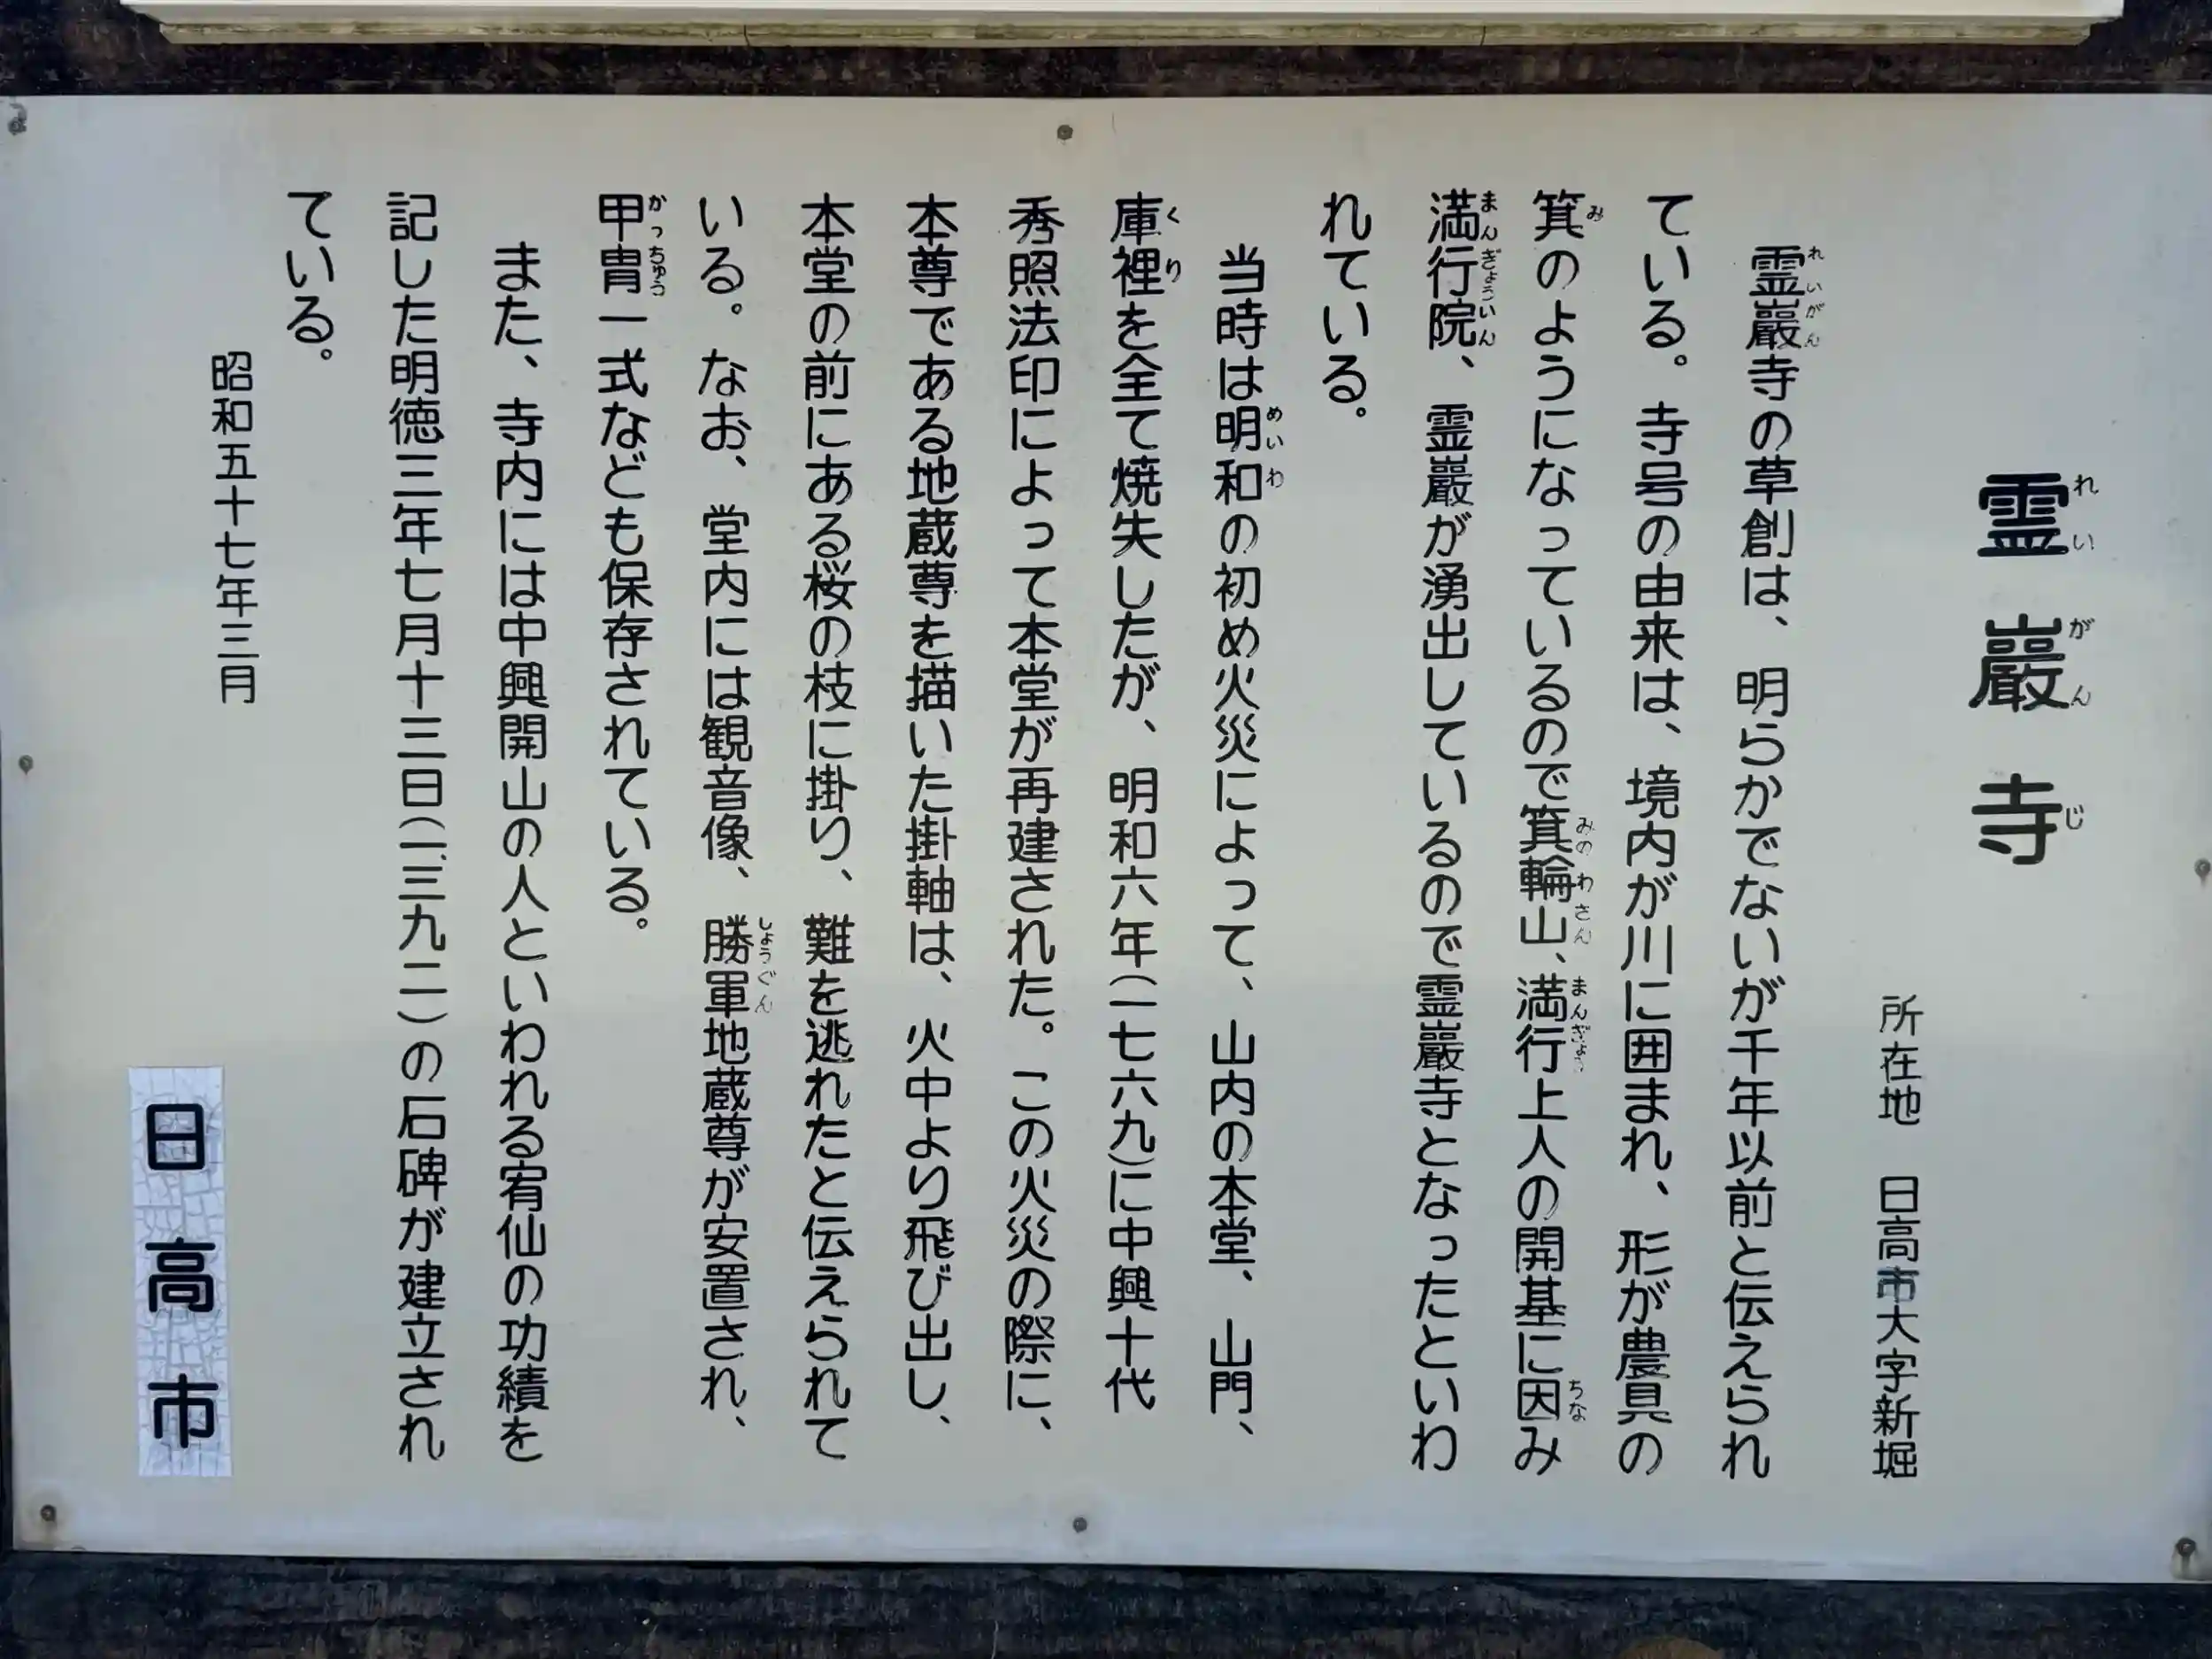 霊巖寺
所在地　日高市大字新堀
霊巖寺の草創は、明らかでないが千年以前と伝えられ
ている。寺号の由来は、境内が川に囲まれ、形が農具の
箕のようになっているので箕輪山、満行上人の開基に因み
満行院、霊巖が湧出しているので霊巖寺となったといわ
れている。
当時は明和の初め火災によって、山内の本堂、山門、
庫裡を全て焼失したが、明和六年(一七六九)に中興十代
秀照法印によって本堂が再建された。この火災の際に、
本尊である地蔵尊を描いた掛軸は、火中より飛び出し、
本堂の前にある桜の枝に掛り、難を逃れたと伝えられて
いる。なお、堂内には観音像、勝軍地蔵尊が安置され、
甲冑一式なども保存されている。
また、寺内には中興開山の人といわれる宥仙の功績を
記した明徳三年七月十三日(一三九二)の石碑が建立され
ている。
昭和五十七年三月
日高市